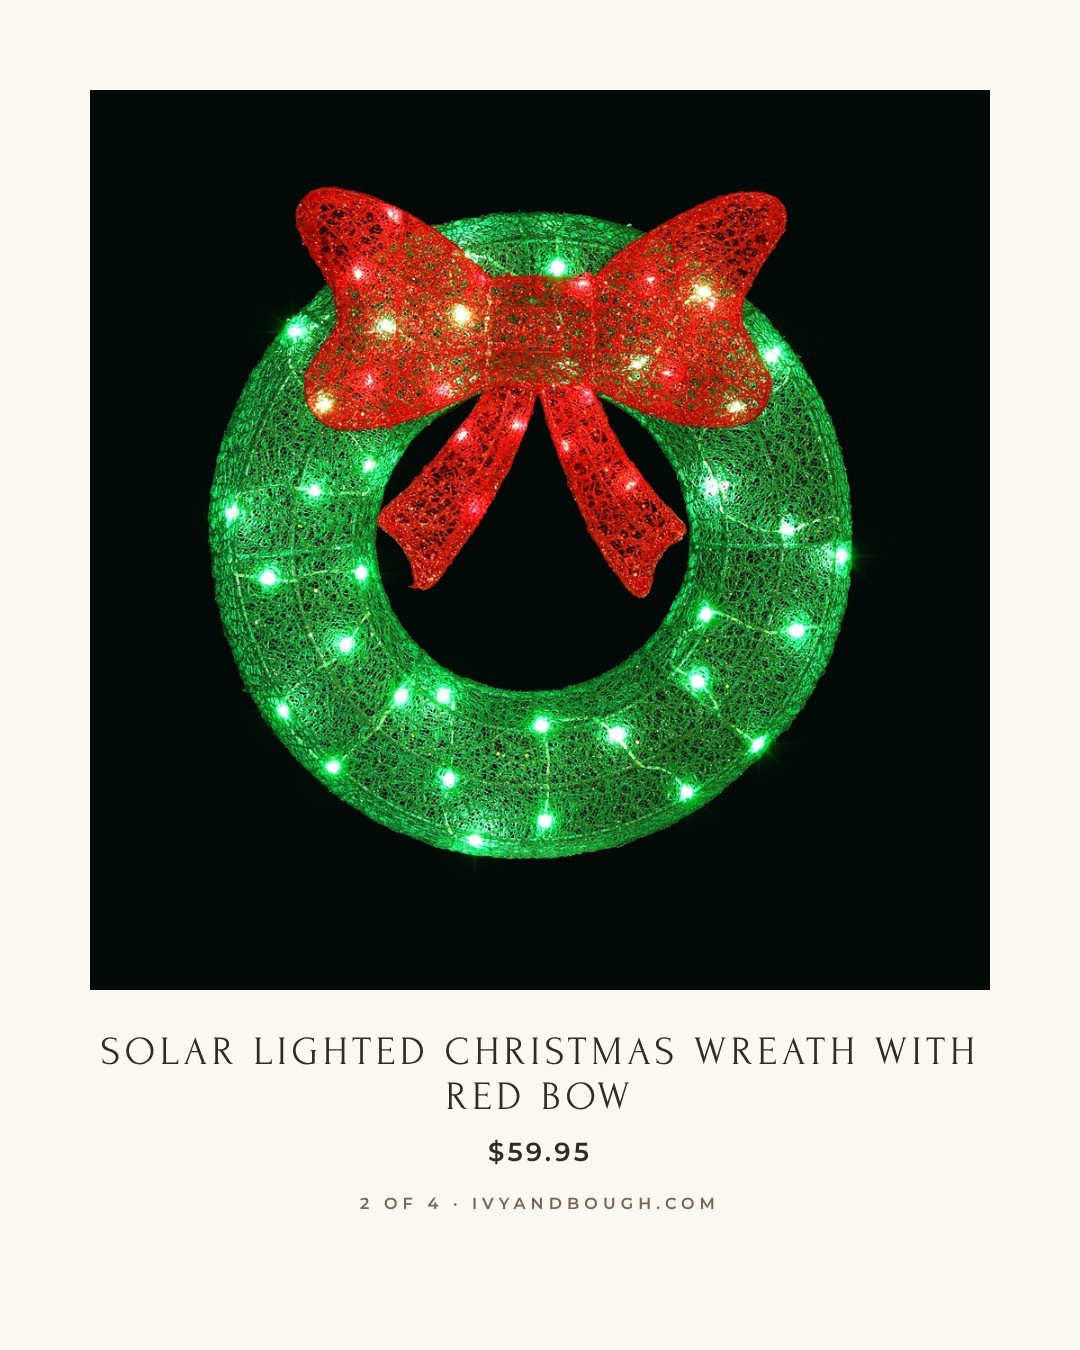 SOLAR LIGHTED CHRISTMAS WREATH WITH
RED BOW
$59.95
2 OF 4 · IVYANDBOUGH.COM